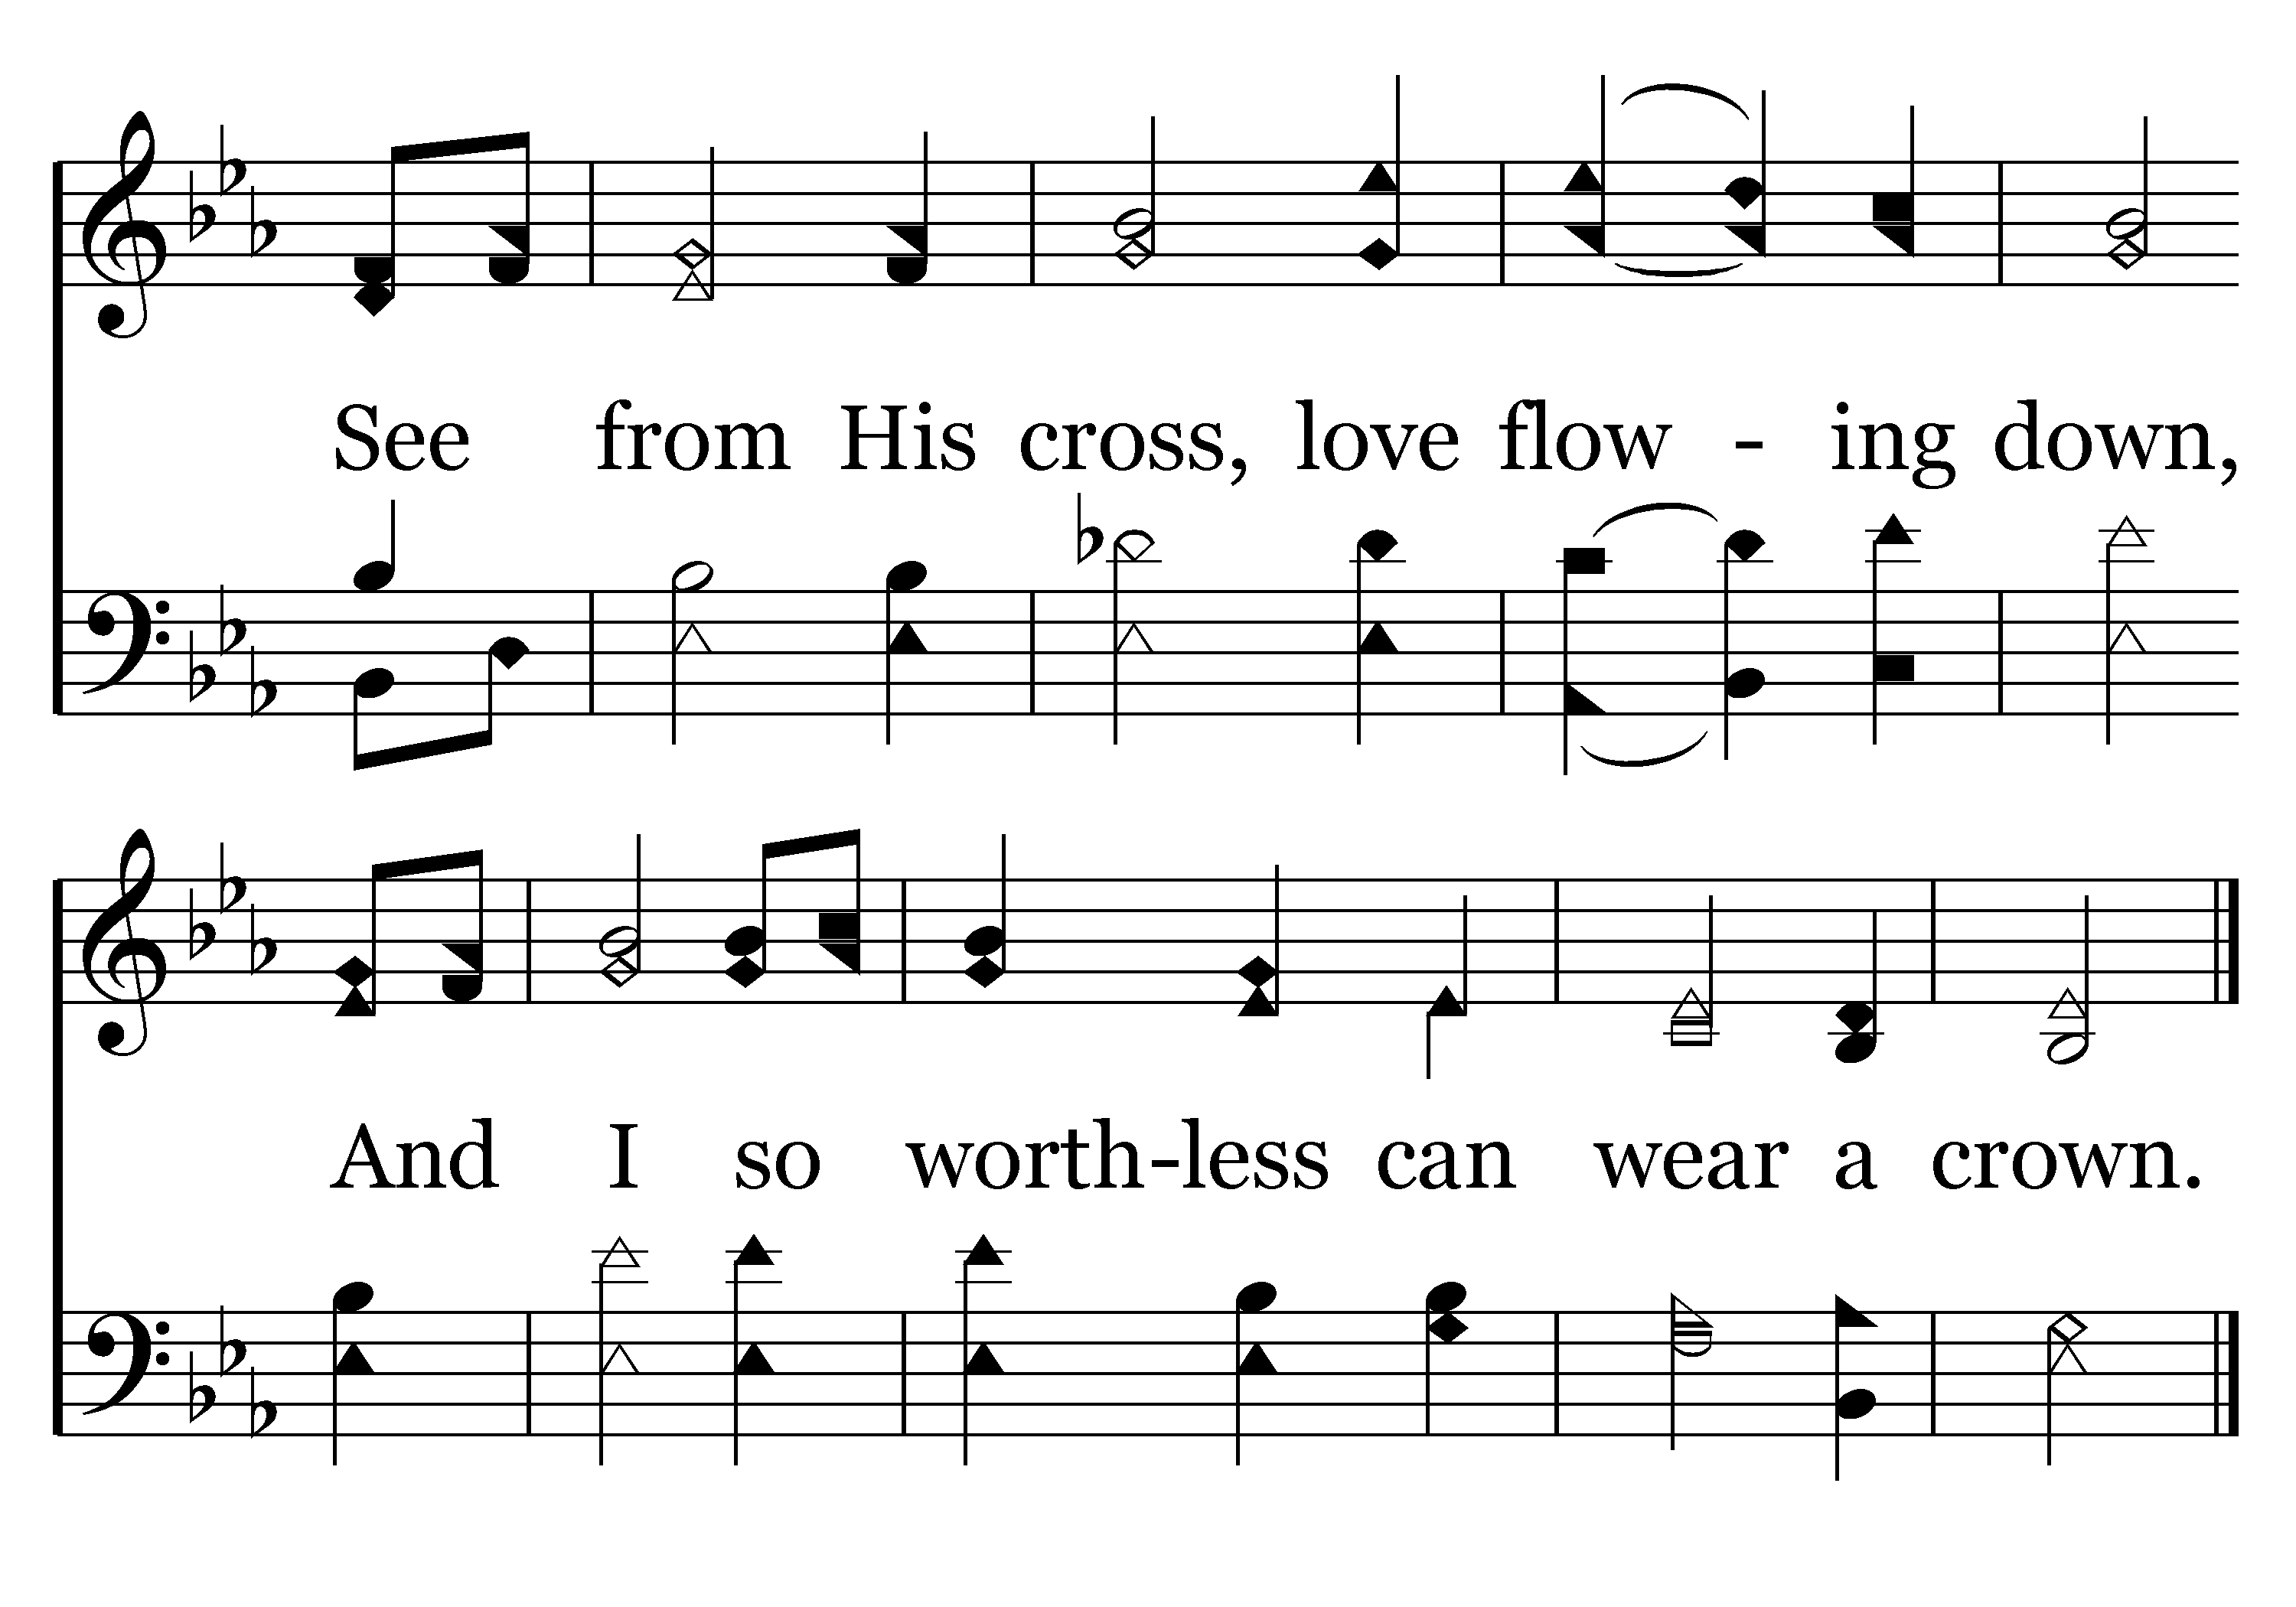 See from His cross, love flow - ing down,
And I so worth-less can wear a crown.